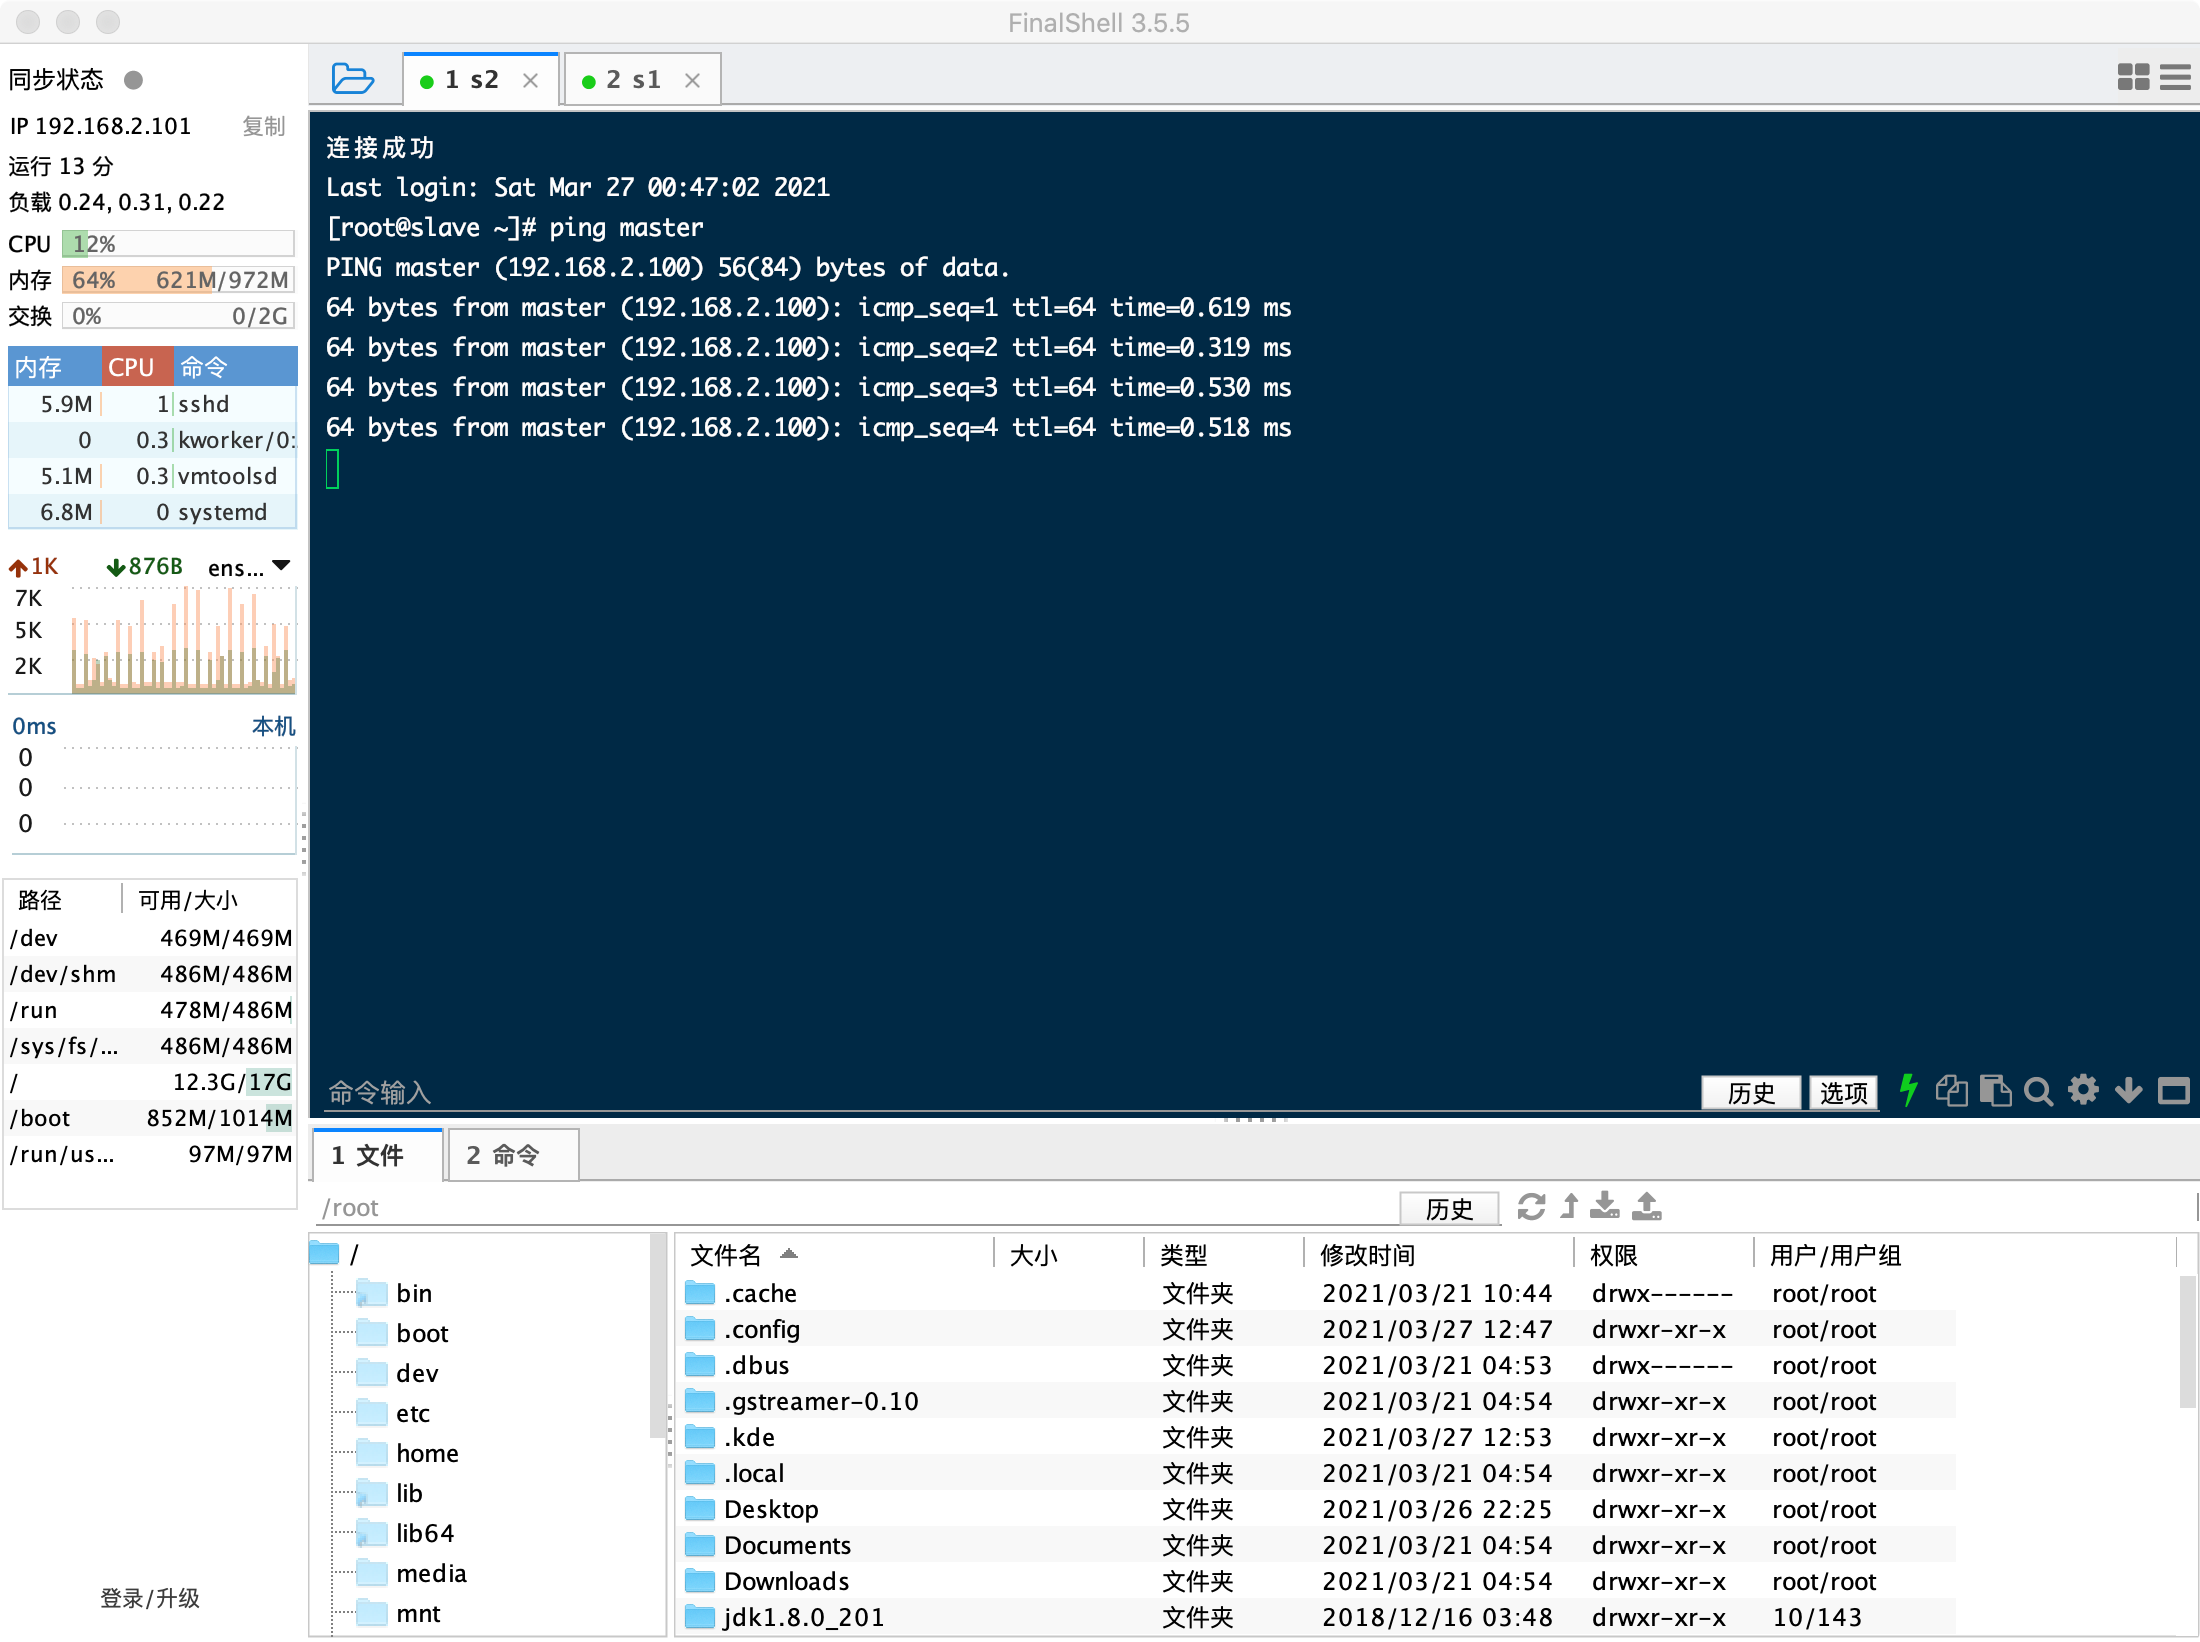 FinalShell 3.5.5
同步状态
IP 192.168.2.101 复制
运行 13 分
负载 0.24, 0.31, 0.22
CPU 12%
内存 64% 621M/972M
交换 0% 0/2G
内存 CPU 命令
5.9M 1 sshd
0 0.3 kworker/0:
5.1M 0.3 vmtoolsd
6.8M 0 systemd
1K 876B ens...
7K
5K
2K
0ms 本机
0
0
0
路径 可用/大小
/dev 469M/469M
/dev/shm 486M/486M
/run 478M/486M
/sys/fs/... 486M/486M
/ 12.3G/17G
/boot 852M/1014M
/run/us... 97M/97M
登录/升级
1 s2
2 s1
连接成功
Last login: Sat Mar 27 00:47:02 2021
[root@slave ~]# ping master
PING master (192.168.2.100) 56(84) bytes of data.
64 bytes from master (192.168.2.100): icmp_seq=1 ttl=64 time=0.619 ms
64 bytes from master (192.168.2.100): icmp_seq=2 ttl=64 time=0.319 ms
64 bytes from master (192.168.2.100): icmp_seq=3 ttl=64 time=0.530 ms
64 bytes from master (192.168.2.100): icmp_seq=4 ttl=64 time=0.518 ms
命令输入 历史 选项
1 文件 2 命令
/root 历史
/
bin
boot
dev
etc
home
lib
lib64
media
mnt
文件名 大小 类型 修改时间 权限 用户/用户组
.cache 文件夹 2021/03/21 10:44 drwx------ root/root
.config 文件夹 2021/03/27 12:47 drwxr-xr-x root/root
.dbus 文件夹 2021/03/21 04:53 drwx------ root/root
.gstreamer-0.10 文件夹 2021/03/21 04:54 drwxr-xr-x root/root
.kde 文件夹 2021/03/27 12:53 drwxr-xr-x root/root
.local 文件夹 2021/03/21 04:54 drwxr-xr-x root/root
Desktop 文件夹 2021/03/26 22:25 drwxr-xr-x root/root
Documents 文件夹 2021/03/21 04:54 drwxr-xr-x root/root
Downloads 文件夹 2021/03/21 04:54 drwxr-xr-x root/root
jdk1.8.0_201 文件夹 2018/12/16 03:48 drwxr-xr-x 10/143